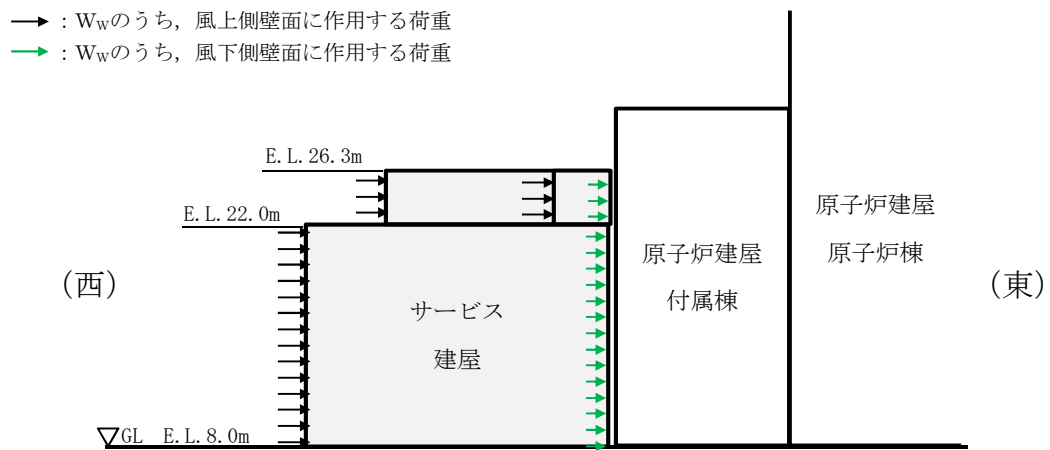 ：WWのうち，風上側壁面に作用する荷重
：WWのうち，風下側壁面に作用する荷重
E.L.26.3m
E.L.22.0m
原子炉建屋
原子炉棟
原子炉建屋
付属棟
（西）
（東）
サービス
建屋
GL E.L.8.0m